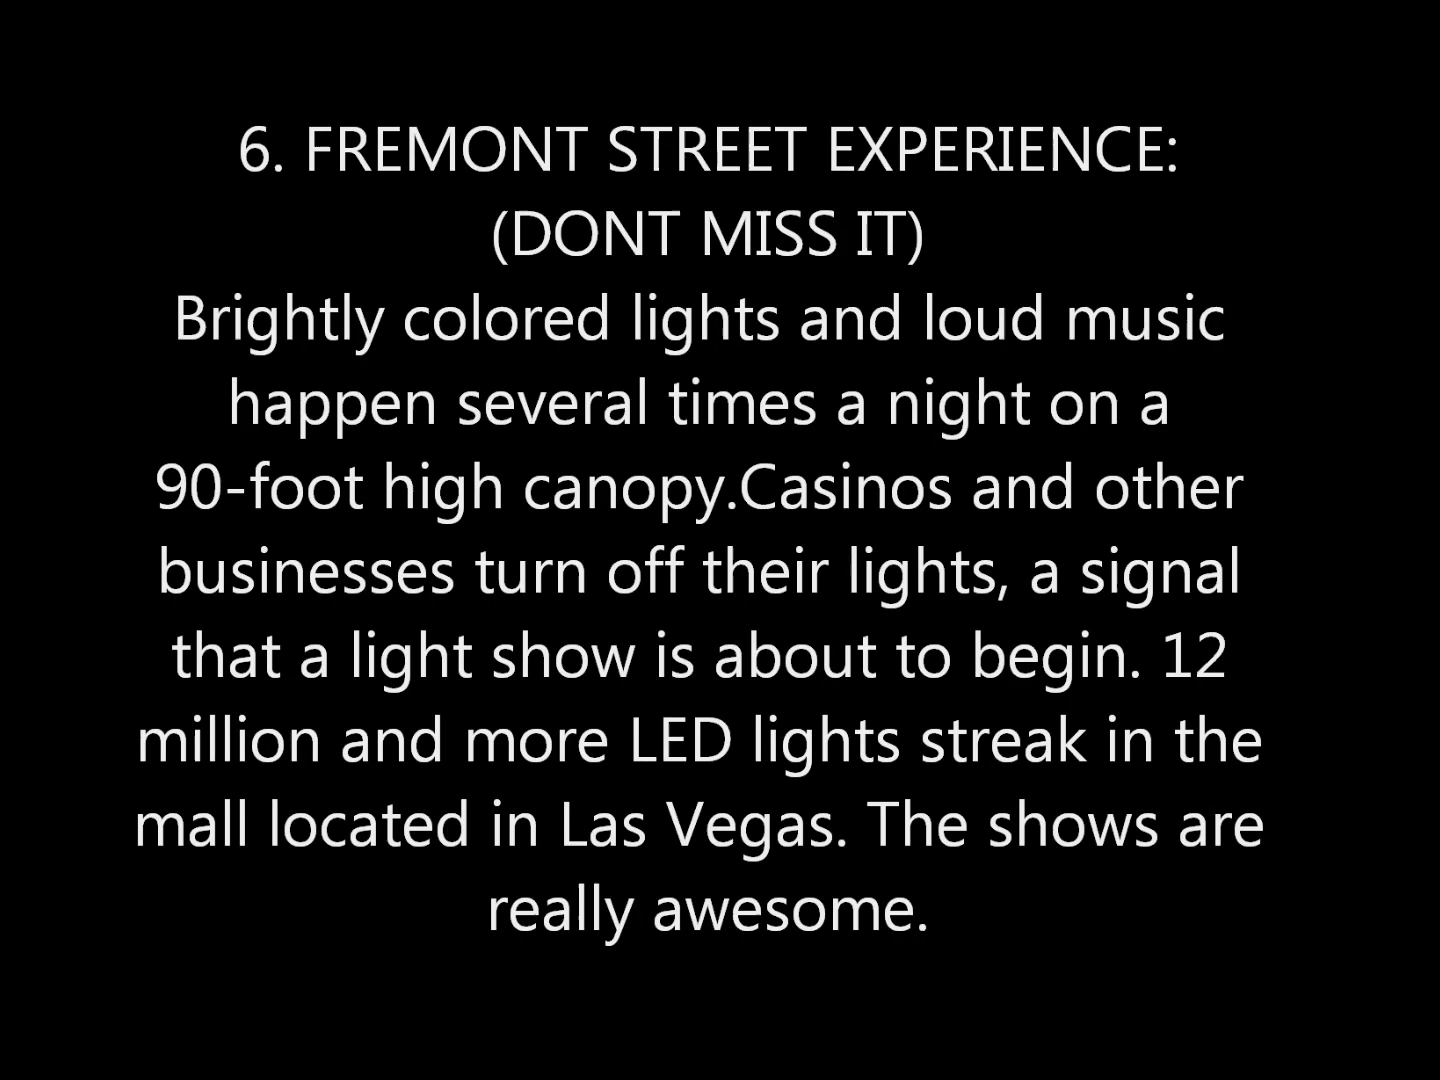 6. FREMONT STREET EXPERIENCE:
(DONT MISS IT)
Brightly colored lights and loud music
happen several times a night on a
90-foot high canopy.Casinos and other
businesses turn off their lights, a signal
that a light show is about to begin. 12
million and more LED lights streak in the
mall located in Las Vegas. The shows are
really awesome.